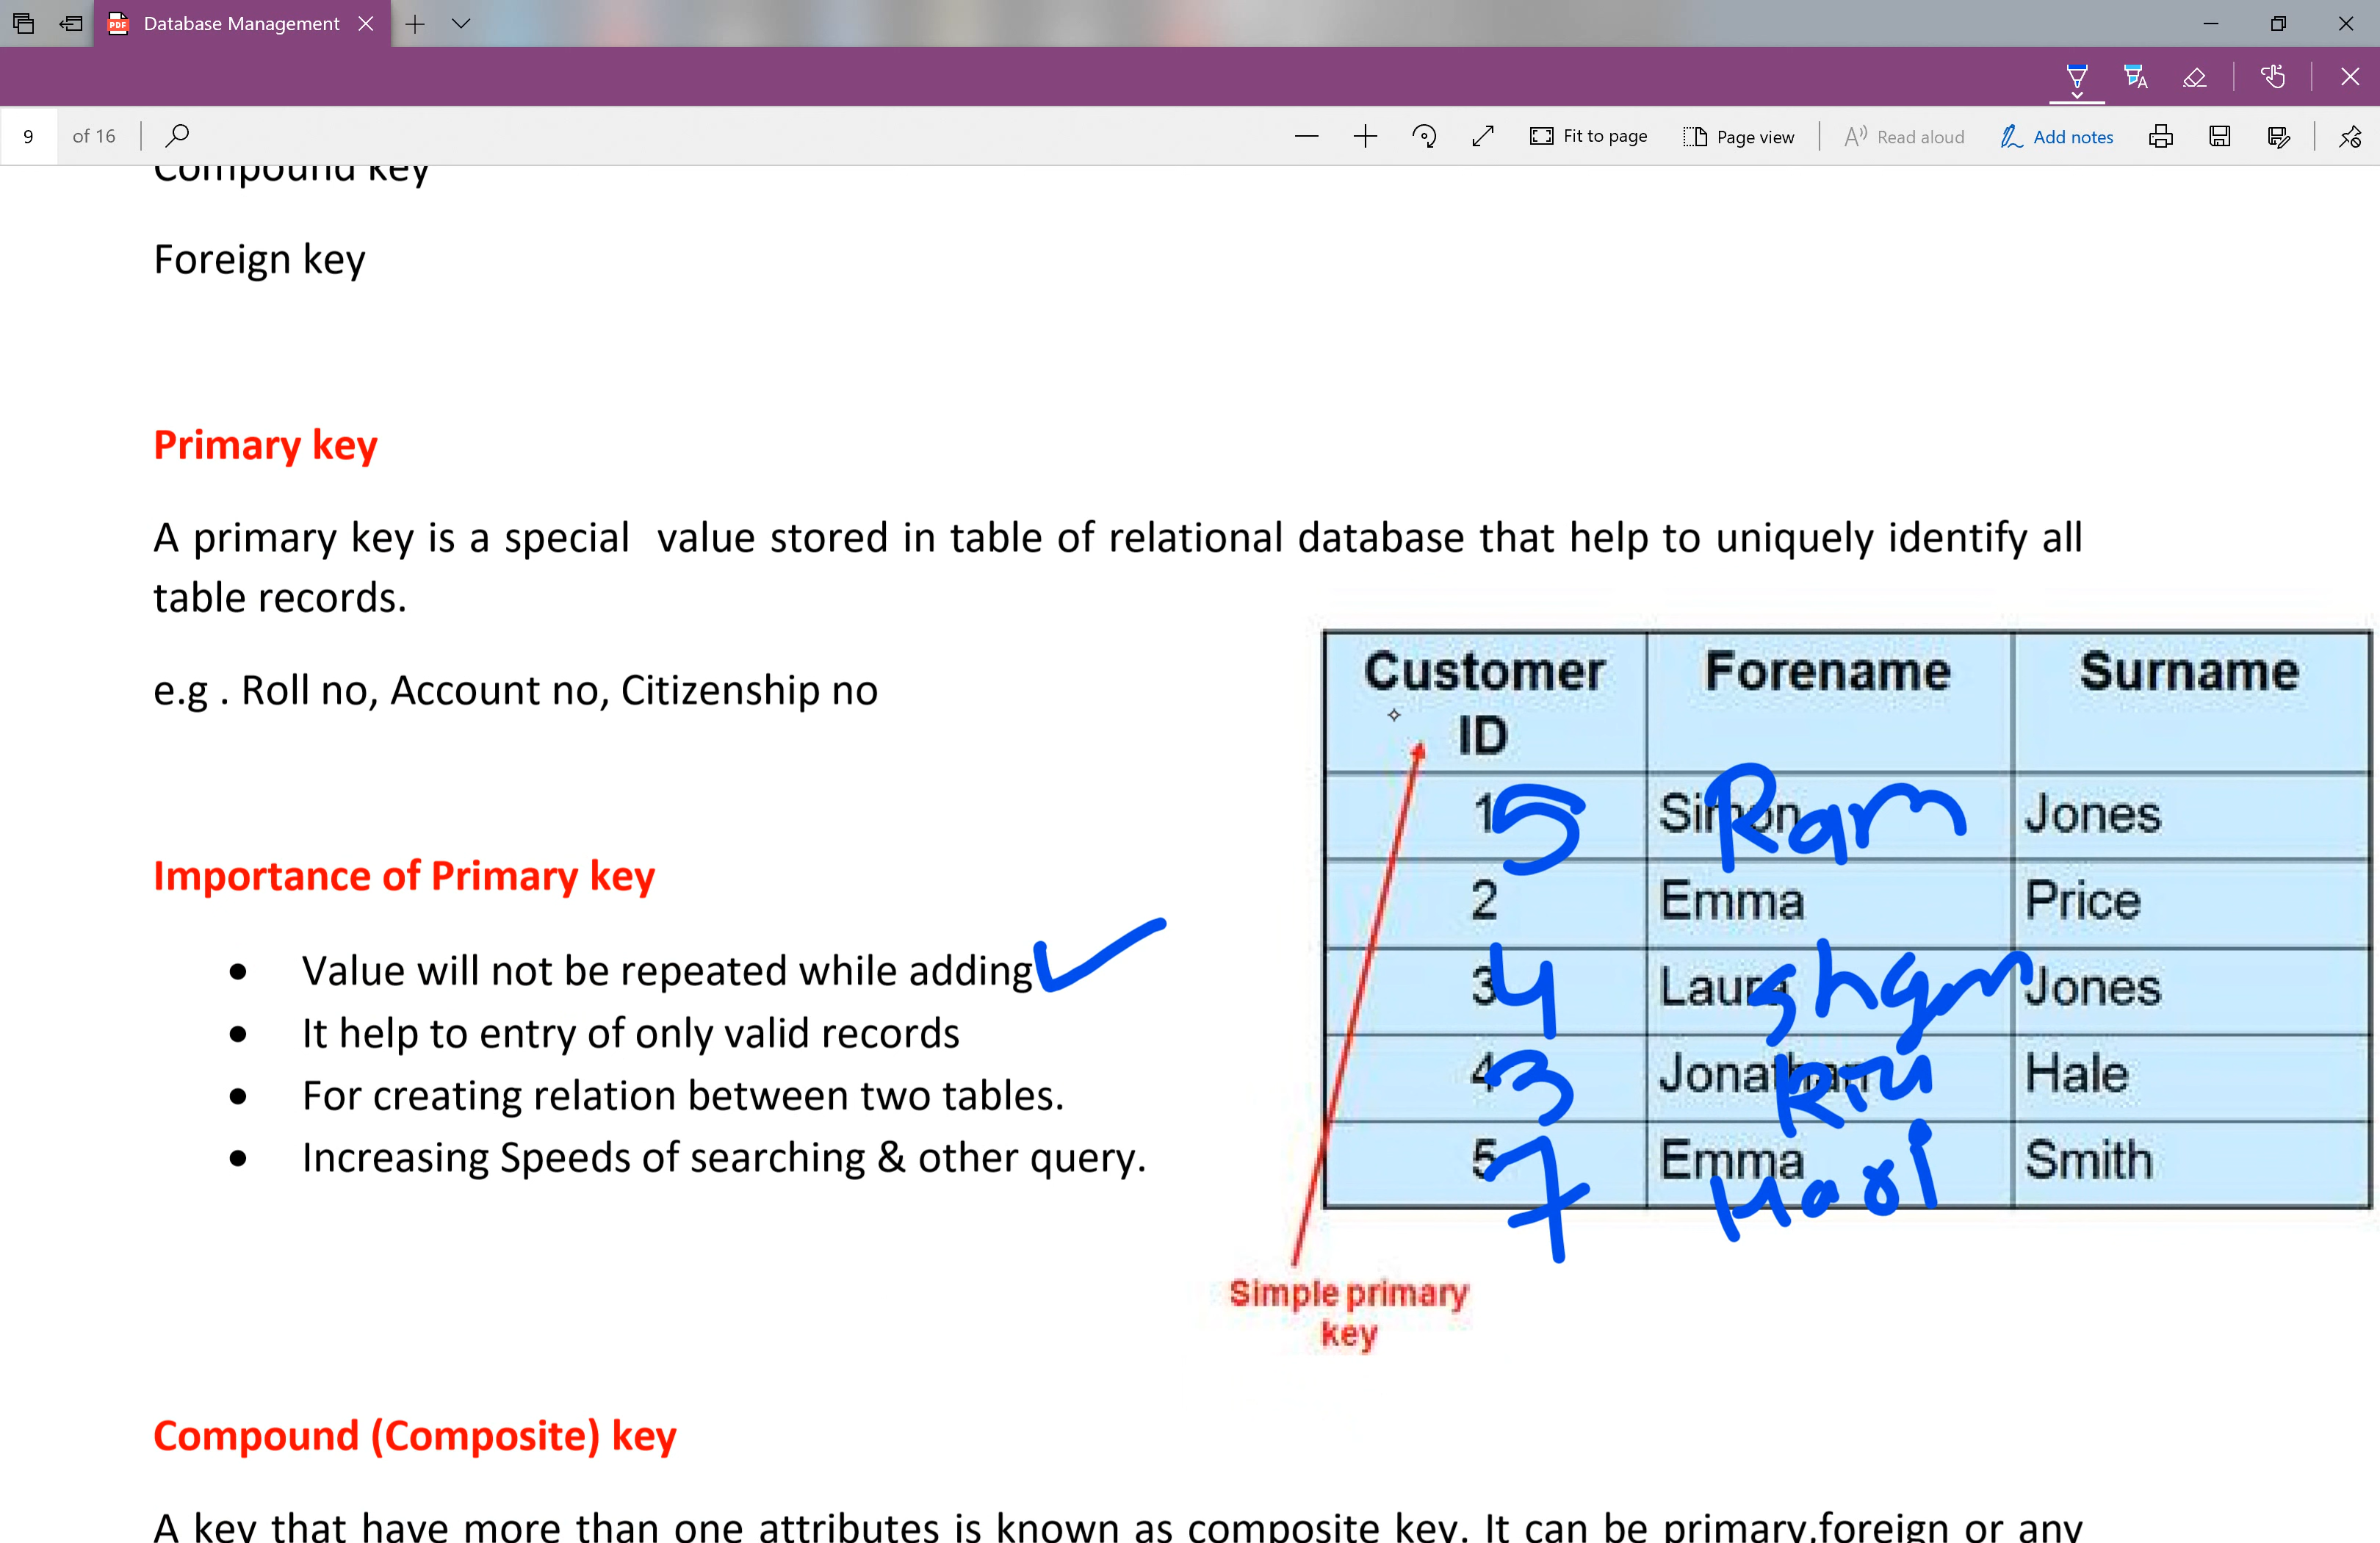 Database Management
9 of 16
Fit to page
Page view
Read aloud
Add notes
Compound key
Foreign key
Primary key
A primary key is a special value stored in table of relational database that help to uniquely identify all
table records.
e.g . Roll no, Account no, Citizenship no
Customer ID Forename Surname
1 Simon Jones
5 Ram
2 Emma Price
3 Laura Jones
4 shyam
4 Jonathan Hale
3
5 Emma Smith
7 Hari
Simple primary
key
Importance of Primary key
• Value will not be repeated while adding
• It help to entry of only valid records
• For creating relation between two tables.
• Increasing Speeds of searching & other query.
Compound (Composite) key
A key that have more than one attributes is known as composite key. It can be primary,foreign or any